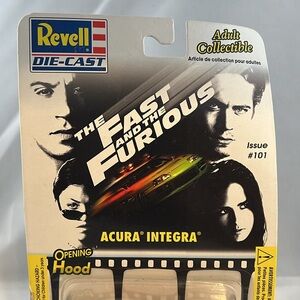 Revell
DIE-CAST
Adult
Collectible
Article de collection pour adultes
THE FAST
AND THE
FURIOUS
Issue
#101
ACURA® INTEGRA®
OPENING
Hood